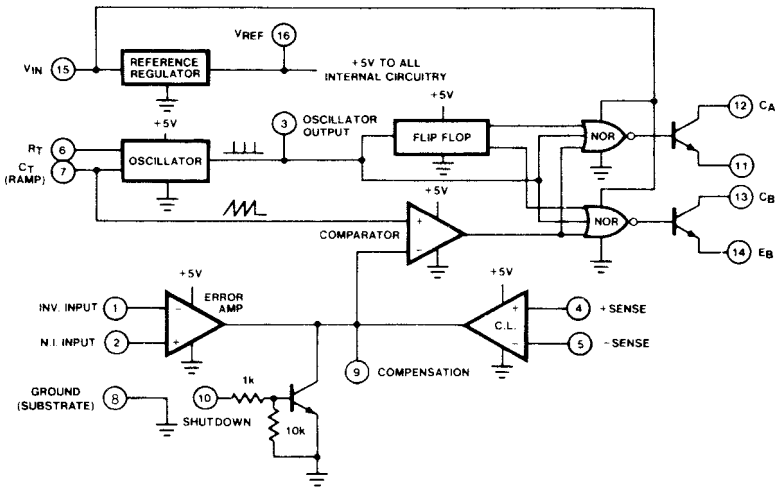 VREF 16
VIN 15
REFERENCE
REGULATOR
+5V TO ALL
INTERNAL CIRCUITRY
+5V
3 OSCILLATOR
OUTPUT
+5V
RT 6
CT 7
(RAMP)
OSCILLATOR
FLIP FLOP
NOR
12 CA
11
+5V
COMPARATOR
+
−
NOR
13 CB
14 EB
+5V
ERROR
AMP
INV. INPUT 1
−
N.I. INPUT 2
+
+5V
C.L.
+
4 +SENSE
−
5 −SENSE
9 COMPENSATION
GROUND
(SUBSTRATE) 8
10
SHUTDOWN
1k
10k